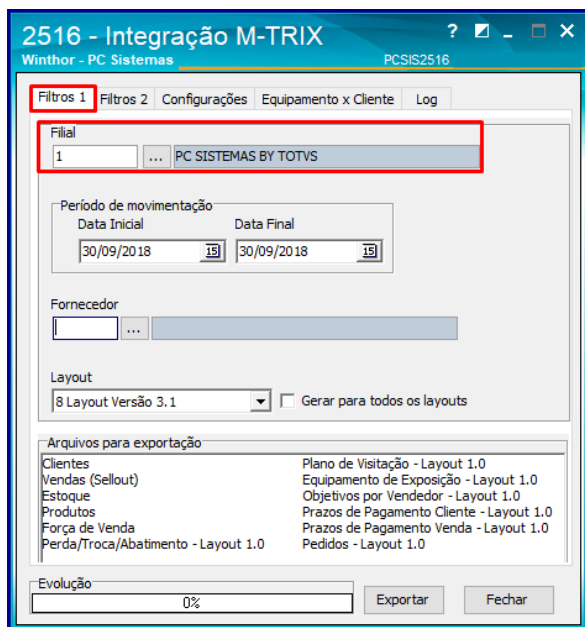 2516 - Integração M-TRIX
Winthor - PC Sistemas
PCSIS2516
Filtros 1 Filtros 2 Configurações Equipamento x Cliente Log
Filial
1 ... PC SISTEMAS BY TOTVS
Período de movimentação
Data Inicial Data Final
30/09/2018 15 30/09/2018 15
Fornecedor
...
Layout
8 Layout Versão 3.1 Gerar para todos os layouts
Arquivos para exportação
Clientes Plano de Visitação - Layout 1.0
Vendas (Sellout) Equipamento de Exposição - Layout 1.0
Estoque Objetivos por Vendedor - Layout 1.0
Produtos Prazos de Pagamento Cliente - Layout 1.0
Força de Venda Prazos de Pagamento Venda - Layout 1.0
Perda/Troca/Abatimento - Layout 1.0 Pedidos - Layout 1.0
Evolução
0% Exportar Fechar